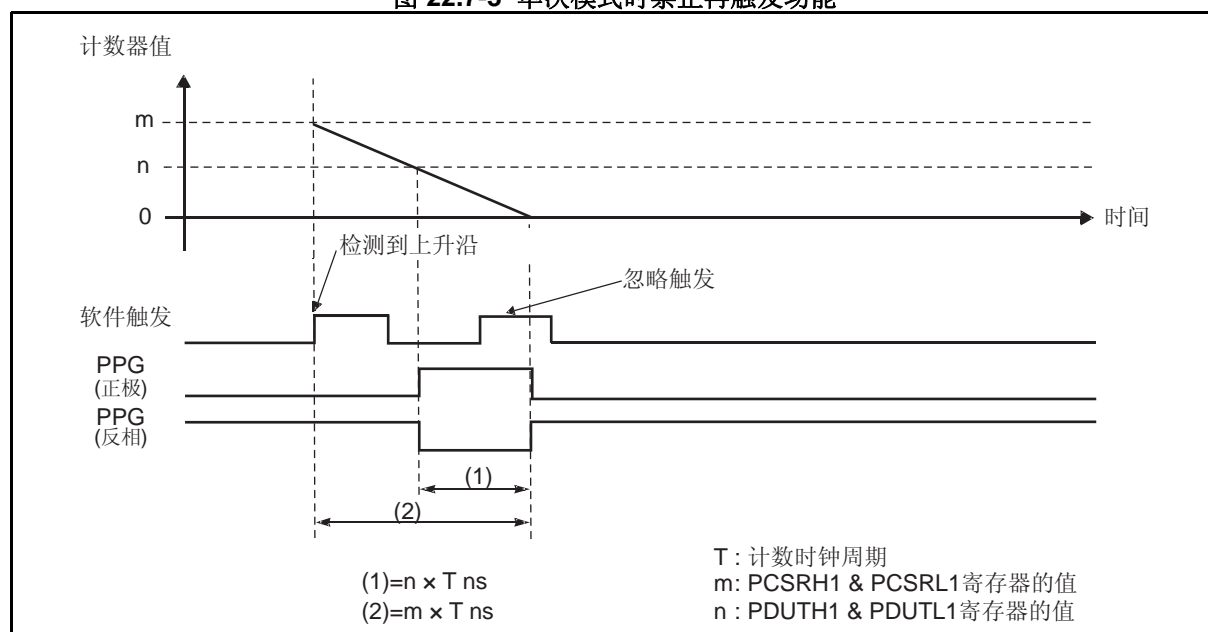 图 22.7-3 单次模式时禁止再触发功能
计数器值
m
n
0
时间
检测到上升沿
忽略触发
软件触发
PPG
(正极)
PPG
(反相)
(1)
(2)
(1)=n × T ns
(2)=m × T ns
T : 计数时钟周期
m: PCSRH1 & PCSRL1寄存器的值
n : PDUTH1 & PDUTL1寄存器的值